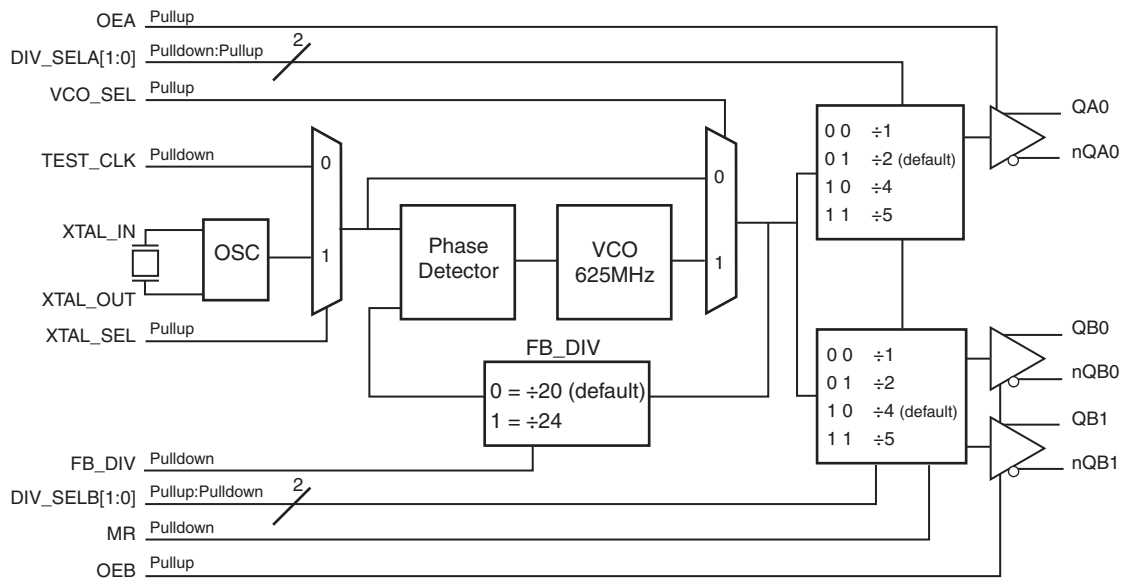 OEA Pullup
DIV_SELA[1:0] Pulldown:Pullup 2
VCO_SEL Pullup
TEST_CLK Pulldown
XTAL_IN
XTAL_OUT
XTAL_SEL Pullup
OSC
0
1
Phase
Detector
VCO
625MHz
0
1
FB_DIV
0 = ÷20 (default)
1 = ÷24
0 0 ÷1
0 1 ÷2 (default)
1 0 ÷4
1 1 ÷5
QA0
nQA0
0 0 ÷1
0 1 ÷2
1 0 ÷4 (default)
1 1 ÷5
QB0
nQB0
QB1
nQB1
FB_DIV Pulldown
DIV_SELB[1:0] Pullup:Pulldown 2
MR Pulldown
OEB Pullup